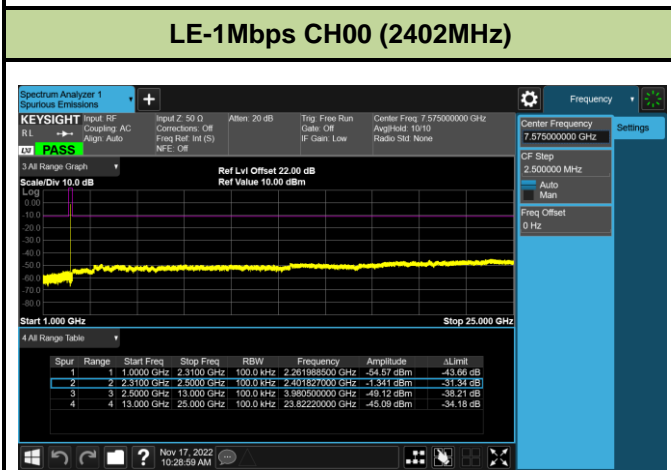 LE-1Mbps CH00 (2402MHz)
Spectrum Analyzer 1
Spurious Emissions
Frequency
KEYSIGHT
RL
Input: RF
Coupling: AC
Align: Auto
Input Z: 50 Ω
Corrections: Off
Freq Ref: Int (S)
NFE: Off
Atten: 20 dB
Trig: Free Run
Gate: Off
IF Gain: Low
Center Freq: 7.575000000 GHz
Avg|Hold: 10/10
Radio Std: None
LXI PASS
Center Frequency
7.575000000 GHz
Settings
CF Step
2.500000 MHz
Auto
Man
Freq Offset
0 Hz
3 All Range Graph
Scale/Div 10.0 dB
Ref Lvl Offset 22.00 dB
Ref Value 10.00 dBm
Log
0.00
-10.0
-20.0
-30.0
-40.0
-50.0
-60.0
-70.0
-80.0
Start 1.000 GHz Stop 25.000 GHz
4 All Range Table
Spur Range Start Freq Stop Freq RBW Frequency Amplitude ΔLimit
1 1 1.0000 GHz 2.3100 GHz 100.0 kHz 2.261988500 GHz -54.57 dBm -43.66 dB
2 2 2.3100 GHz 2.5000 GHz 100.0 kHz 2.401827000 GHz -1.341 dBm -31.34 dB
3 3 2.5000 GHz 13.000 GHz 100.0 kHz 3.980500000 GHz -49.12 dBm -38.21 dB
4 4 13.000 GHz 25.000 GHz 100.0 kHz 23.82220000 GHz -45.09 dBm -34.18 dB
Nov 17, 2022
10:28:59 AM